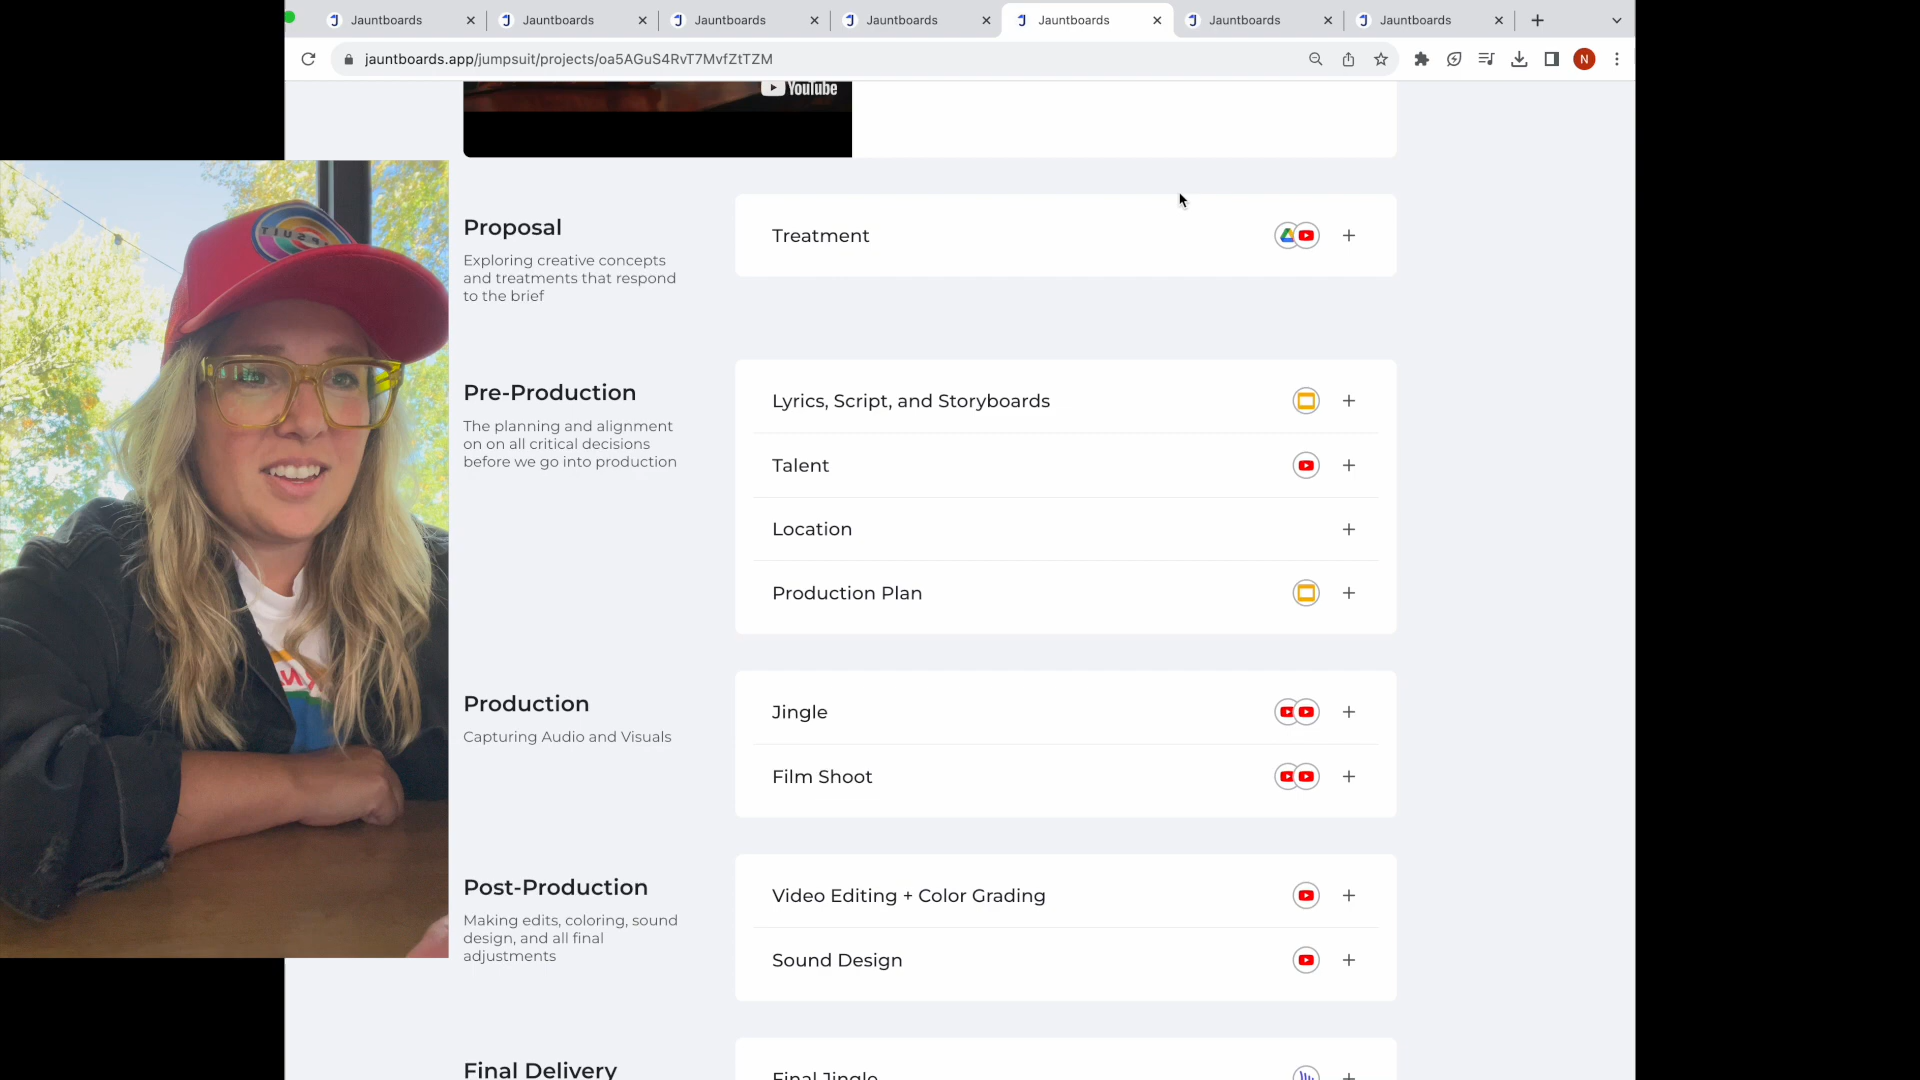 Jauntboards
Jauntboards
Jauntboards
Jauntboards
Jauntboards
Jauntboards
Jauntboards
jauntboards.app/jumpsuit/projects/oa5AGuS4RvT7MvfZtTZM
N
YouTube
Proposal
Exploring creative concepts
and treatments that respond
to the brief
Treatment
Pre-Production
The planning and alignment
on on all critical decisions
before we go into production
Lyrics, Script, and Storyboards
Talent
Location
Production Plan
Production
Capturing Audio and Visuals
Jingle
Film Shoot
Post-Production
Making edits, coloring, sound
design, and all final
adjustments
Video Editing + Color Grading
Sound Design
Final Delivery
Final Jingle